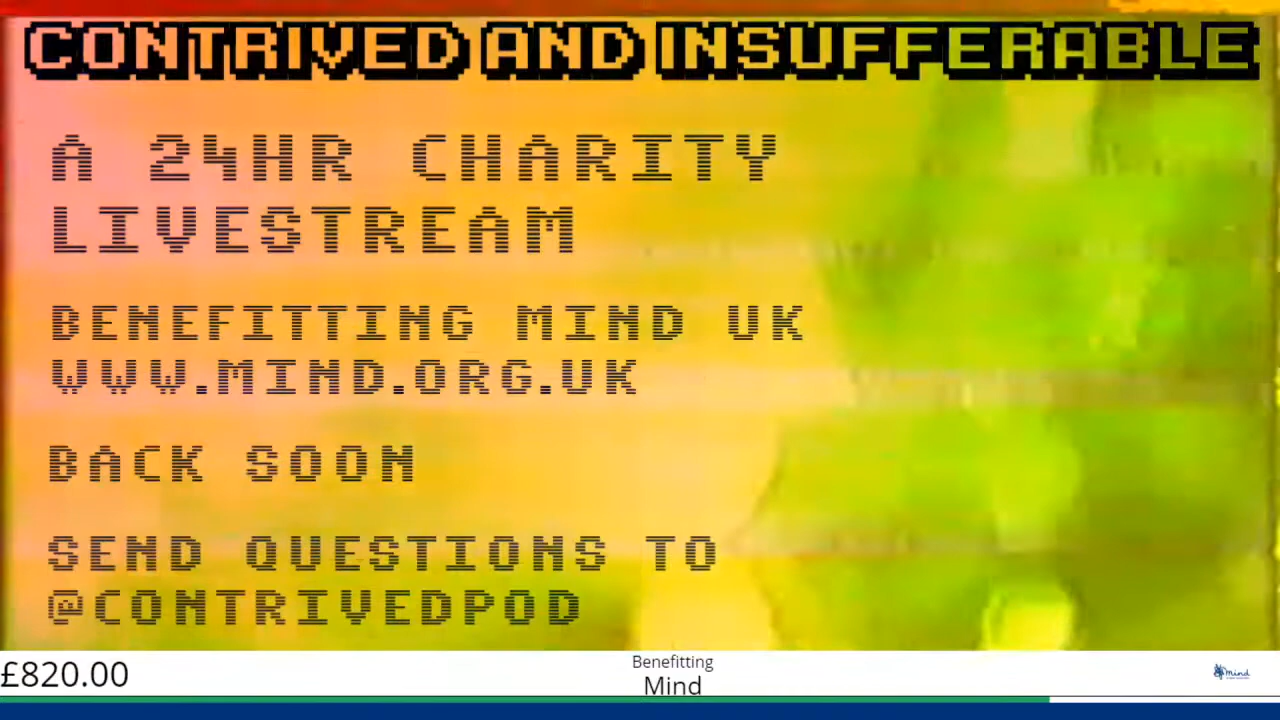 CONTRIVED AND INSUFFERABLE
A 24HR CHARITY
LIVESTREAM
BENEFITTING MIND UK
WWW.MIND.ORG.UK
BACK SOON
SEND QUESTIONS TO
@CONTRIVEDPOD
£820.00
Benefitting
Mind
mind